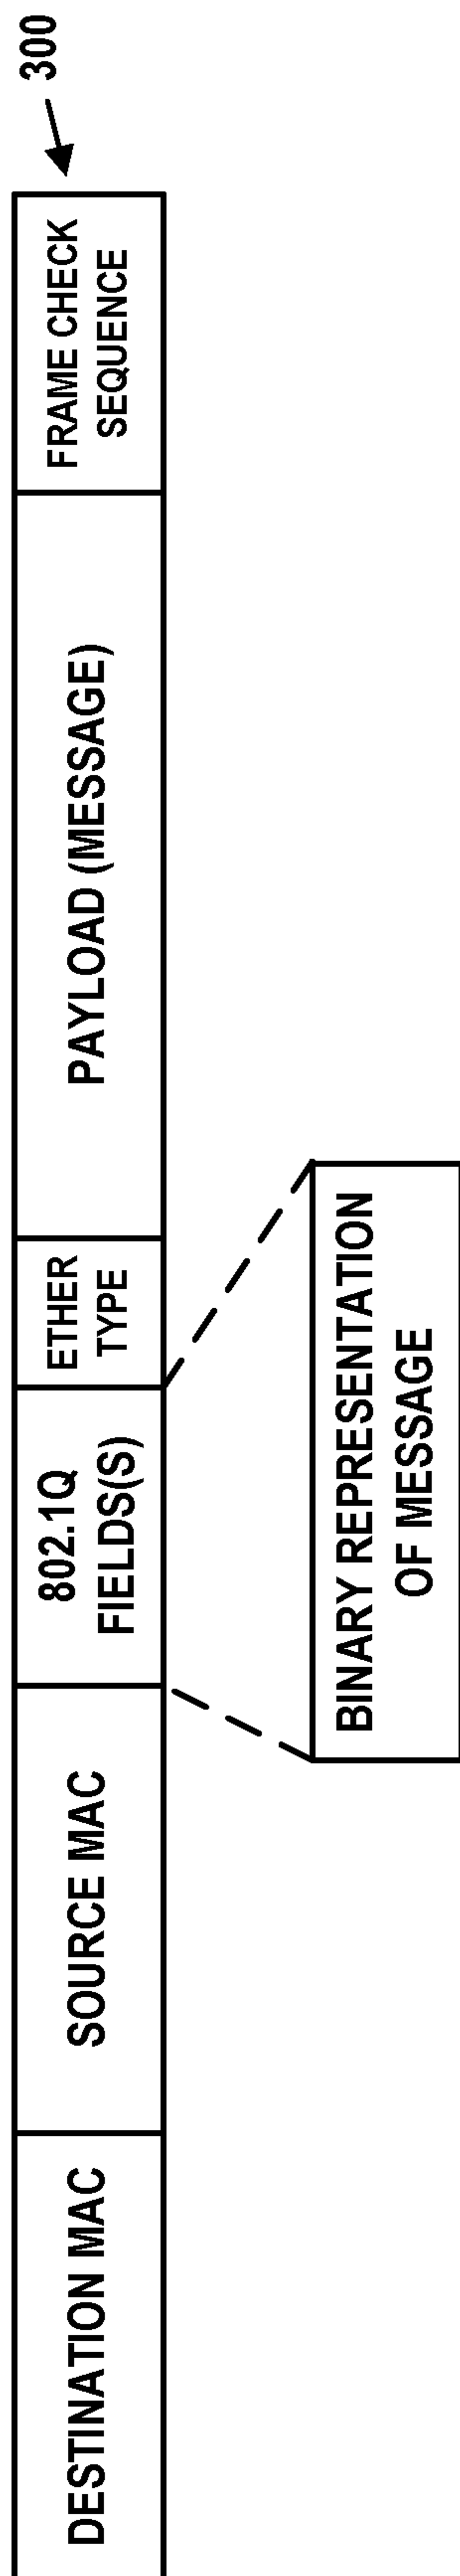 300
DESTINATION MAC
SOURCE MAC
802.1Q
FIELDS(S)
ETHER
TYPE
PAYLOAD (MESSAGE)
FRAME CHECK
SEQUENCE
BINARY REPRESENTATION
OF MESSAGE